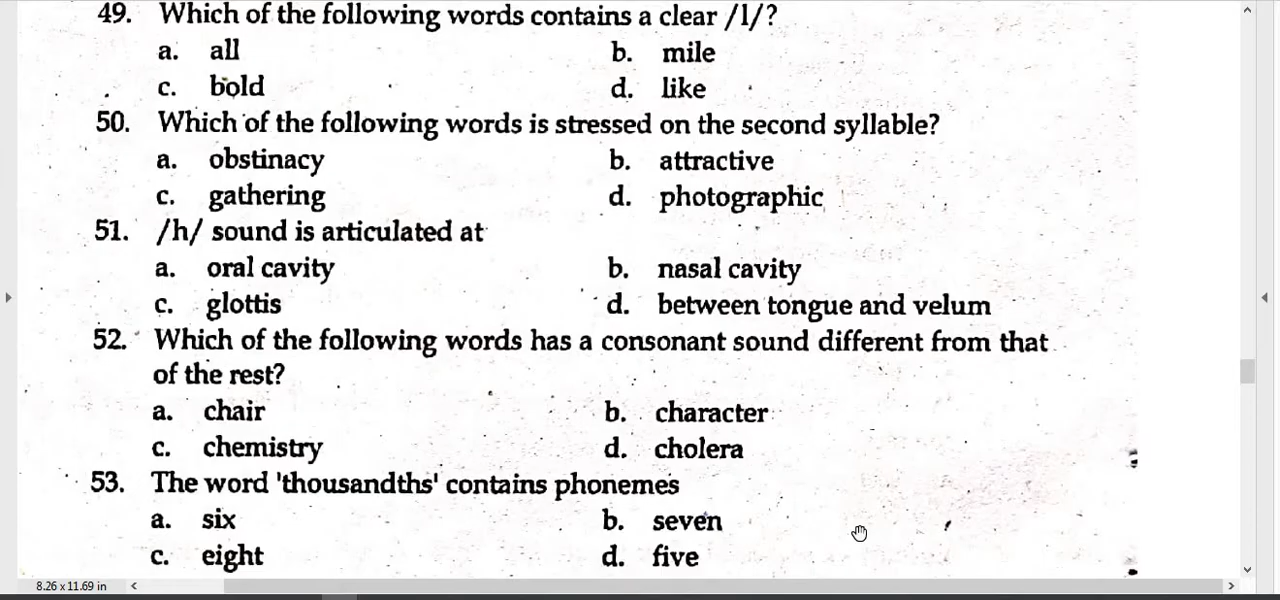 49. Which of the following words contains a clear /l/?
a. all b. mile
c. bold d. like
50. Which of the following words is stressed on the second syllable?
a. obstinacy b. attractive
c. gathering d. photographic
51. /h/ sound is articulated at
a. oral cavity b. nasal cavity
c. glottis d. between tongue and velum
52. Which of the following words has a consonant sound different from that
of the rest?
a. chair b. character
c. chemistry d. cholera
53. The word 'thousandths' contains phonemes
a. six b. seven
c. eight d. five
8.26 x 11.69 in